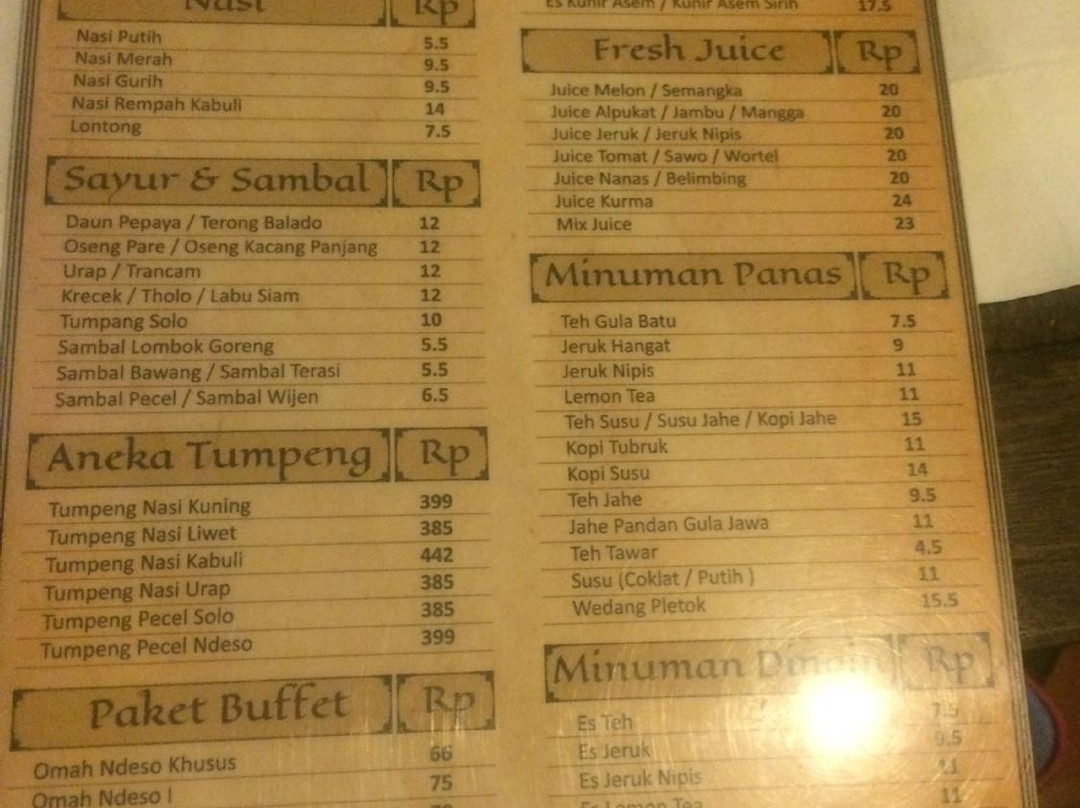 Nasi Rp
Nasi Putih 5.5
Nasi Merah 9.5
Nasi Gurih 9.5
Nasi Rempah Kabuli 14
Lontong 7.5
Sayur & Sambal Rp
Daun Pepaya / Terong Balado 12
Oseng Pare / Oseng Kacang Panjang 12
Urap / Trancam 12
Krecek / Tholo / Labu Siam 12
Tumpang Solo 10
Sambal Lombok Goreng 5.5
Sambal Bawang / Sambal Terasi 5.5
Sambal Pecel / Sambal Wijen 6.5
Aneka Tumpeng Rp
Tumpeng Nasi Kuning 399
Tumpeng Nasi Liwet 385
Tumpeng Nasi Kabuli 442
Tumpeng Nasi Urap 385
Tumpeng Pecel Solo 385
Tumpeng Pecel Ndeso 399
Paket Buffet Rp
Omah Ndeso Khusus 66
Omah Ndeso I 75
Es Kunir Asem / Kunir Asem Sirih 17.5
Fresh Juice Rp
Juice Melon / Semangka 20
Juice Alpukat / Jambu / Mangga 20
Juice Jeruk / Jeruk Nipis 20
Juice Tomat / Sawo / Wortel 20
Juice Nanas / Belimbing 20
Juice Kurma 24
Mix Juice 23
Minuman Panas Rp
Teh Gula Batu 7.5
Jeruk Hangat 9
Jeruk Nipis 11
Lemon Tea 11
Teh Susu / Susu Jahe / Kopi Jahe 15
Kopi Tubruk 11
Kopi Susu 14
Teh Jahe 9.5
Jahe Pandan Gula Jawa 11
Teh Tawar 4.5
Susu (Coklat / Putih ) 11
Wedang Pletok 15.5
Minuman Dingin Rp
Es Teh 7.5
Es Jeruk 9.5
Es Jeruk Nipis 11
Es Lemon Tea 11